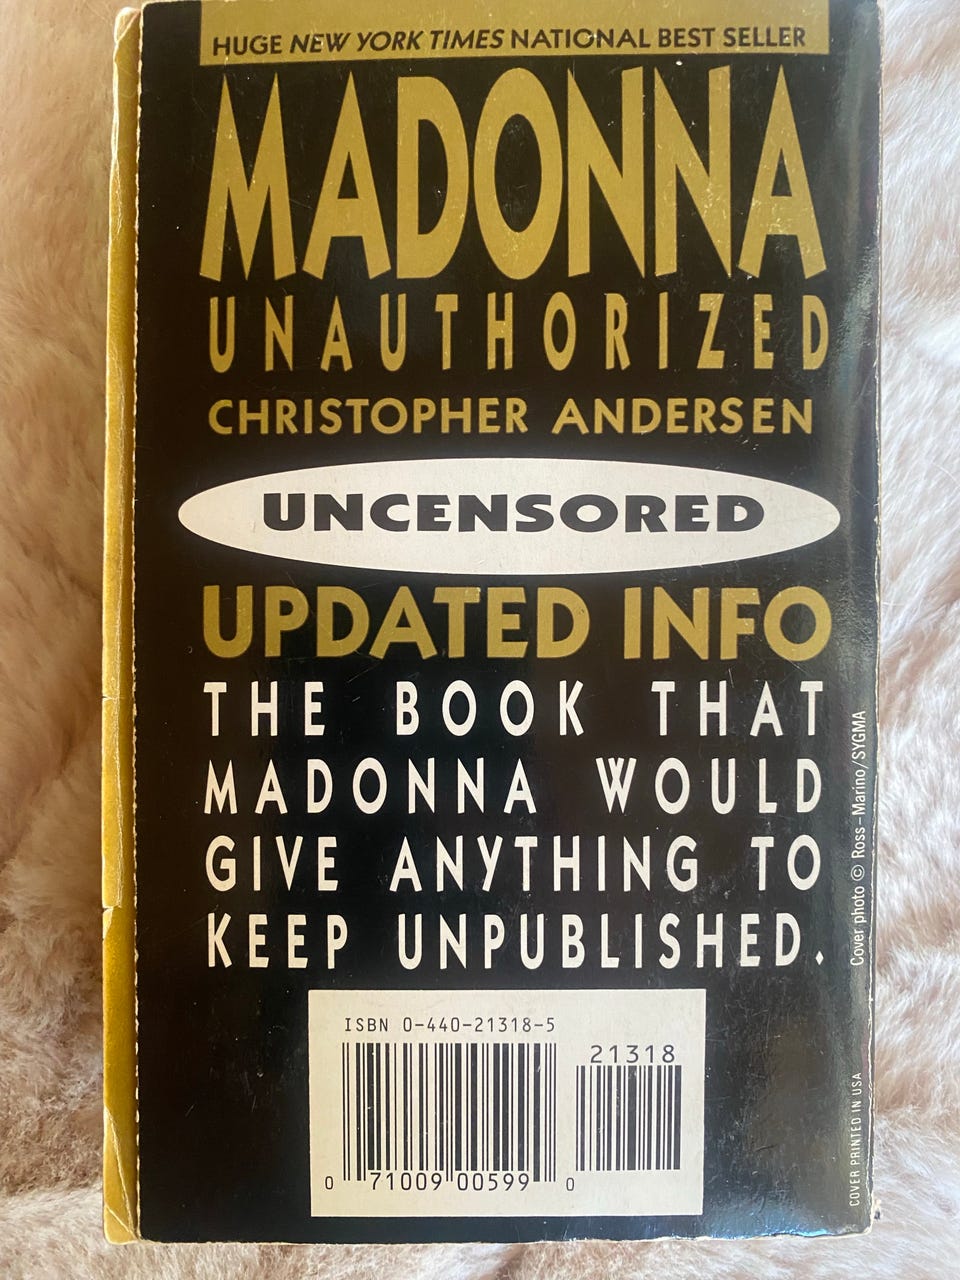 HUGE NEW YORK TIMES NATIONAL BEST SELLER
MADONNA
UNAUTHORIZED
CHRISTOPHER ANDERSEN
UNCENSORED
UPDATED INFO
THE BOOK THAT
MADONNA WOULD
GIVE ANYTHING TO
KEEP UNPUBLISHED.
ISBN 0-440-21318-5
21318
0 71009 00599 0
Cover photo © Ross-Marino/SYGMA
COVER PRINTED IN USA